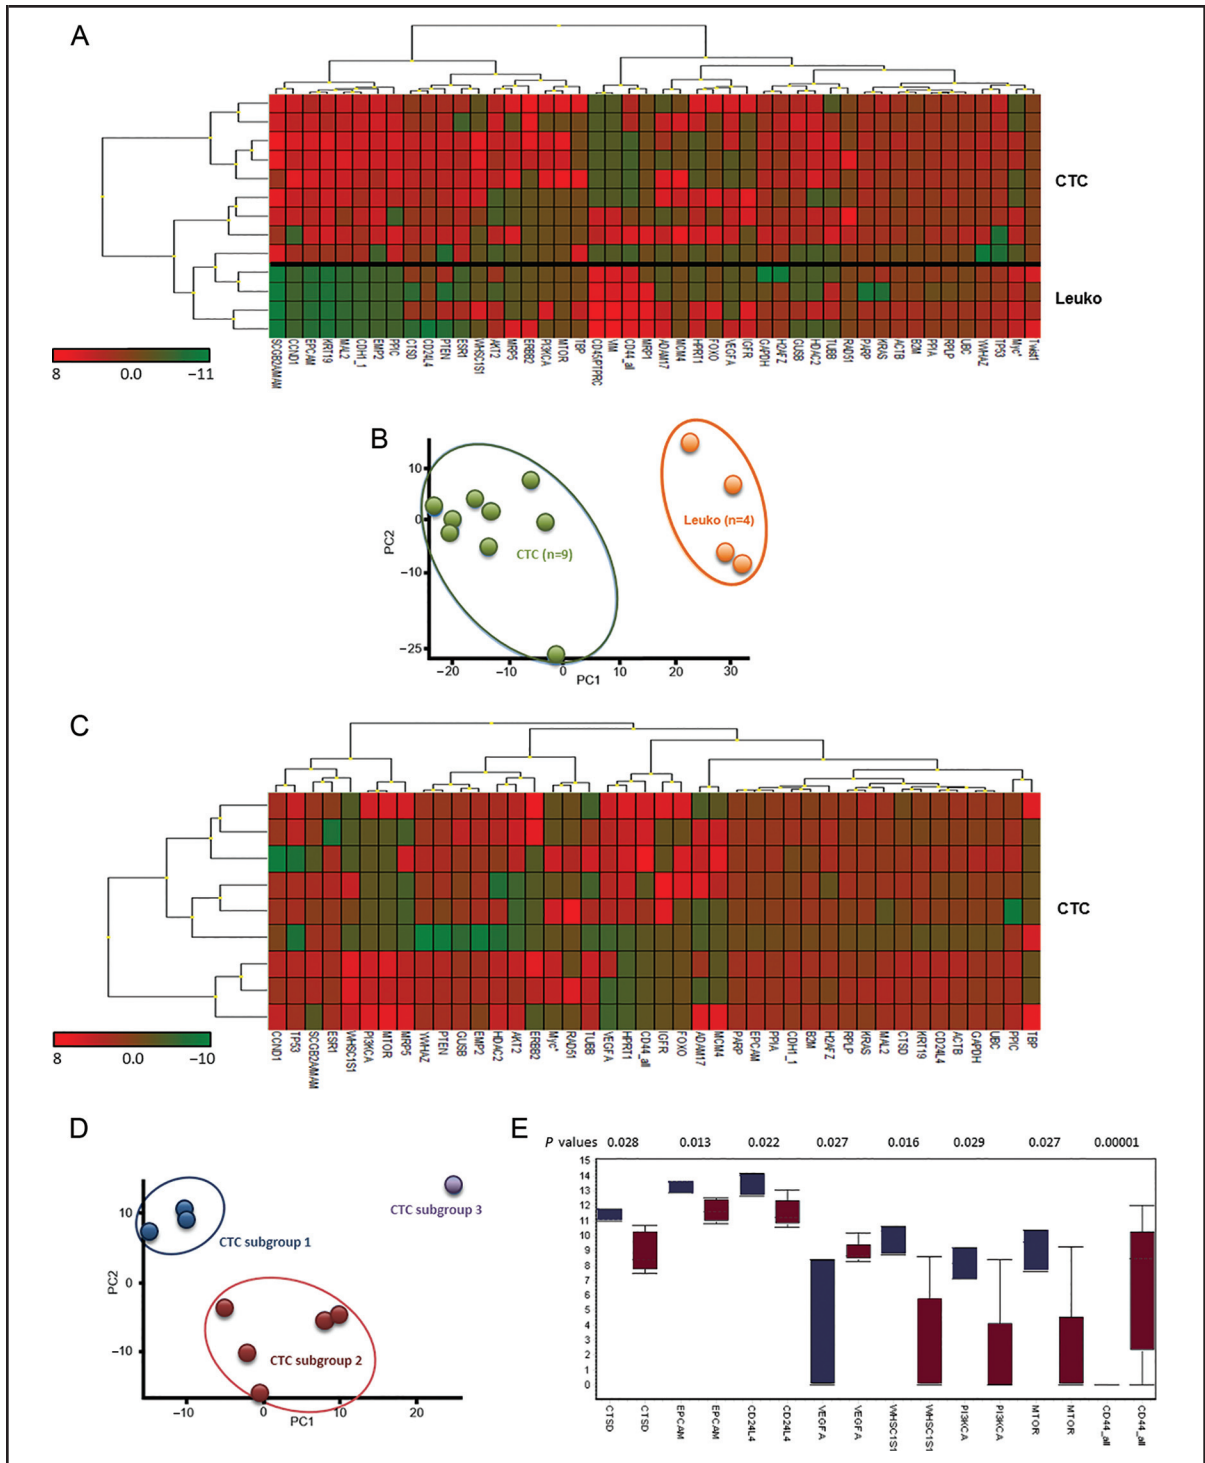 A
CTC
Leuko
8 0.0 −11
SCGB2A/MAM CCND1 EPCAM KRT19 MAL2 CDH1_1 EMP2 PPIC CTSD CD24L4 PTEN ESR1 WHSC1S1 AKT2 MRP5 ERBB2 PI3KCA MTOR TBP CD45/PTPRC VIM CD44_all MRP1 ADAM17 MCM4 HPRT1 FOXO VEGFA IGFR GAPDH H2AFZ GUSB HDAC2 TUBB RAD51 PARP KRAS ACTB B2M PPIA RPLP UBC YWHAZ TP53 Myc* Twist1
B
PC2
10
0
−10
−25
CTC (n=9)
Leuko (n=4)
−20 −10 0 10 20 30
PC1
C
CTC
8 0.0 −10
CCND1 TP53 SCGB2A/MAM ESR1 WHSC1S1 PI3KCA MTOR MRP5 YWHAZ PTEN GUSB EMP2 HDAC2 AKT2 ERBB2 Myc* RAD51 TUBB VEGFA HPRT1 CD44_all IGFR FOXO ADAM17 MCM4 PARP EPCAM PPIA CDH1_1 B2M H2AFZ RPLP KRAS MAL2 CTSD KRT19 CD24L4 ACTB GAPDH UBC PPIC TBP
D
PC2
10
0
−10
CTC subgroup 1
CTC subgroup 2
CTC subgroup 3
−10 0 10 20
PC1
E
P values 0.028 0.013 0.022 0.027 0.016 0.029 0.027 0.00001
15
14
13
12
11
10
9
8
7
6
5
4
3
2
1
0
CTSD CTSD EPCAM EPCAM CD24L4 CD24L4 VEGFA VEGFA WHSC1S1 WHSC1S1 PI3KCA PI3KCA MTOR MTOR CD44_all CD44_all